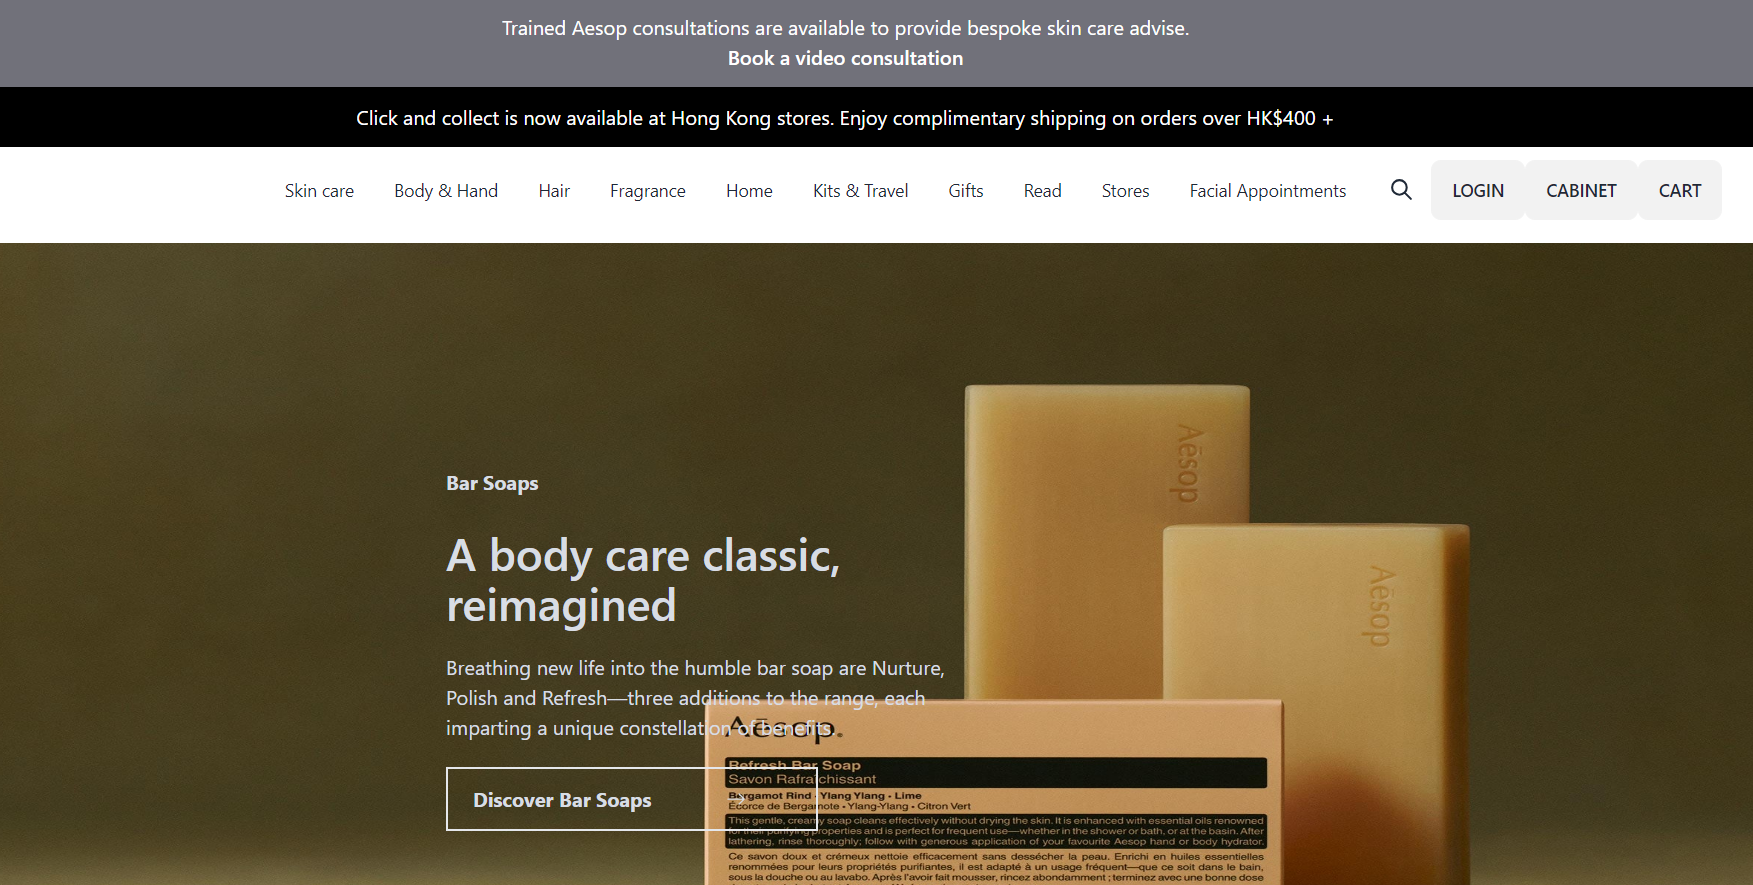 Trained Aesop consultations are available to provide bespoke skin care advise.
Book a video consultation
Click and collect is now available at Hong Kong stores. Enjoy complimentary shipping on orders over HK$400 +
Skin care Body & Hand Hair Fragrance Home Kits & Travel Gifts Read Stores Facial Appointments LOGIN CABINET CART
Bar Soaps
A body care classic,
reimagined
Breathing new life into the humble bar soap are Nurture,
Polish and Refresh—three additions to the range, each
imparting a unique constellation of benefits.
Discover Bar Soaps →
Aēsop
Aēsop
Aēsop.
Refresh Bar Soap
Savon Rafraîchissant
Bergamot Rind · Ylang Ylang · Lime
Écorce de Bergamote · Ylang-Ylang · Citron Vert
This gentle, creamy soap cleans effectively without drying the skin. It is enhanced with essential oils renowned
for their purifying properties and is perfect for frequent use—whether in the shower or bath, or at the basin. After
lathering, rinse thoroughly; follow with generous application of your favourite Aesop hand or body hydrator.
Ce savon doux et crémeux nettoie efficacement sans dessécher la peau. Enrichi en huiles essentielles
renommées pour leurs propriétés purifiantes, il est adapté à un usage fréquent—que ce soit dans le bain,
sous la douche ou au lavabo. Après l'avoir fait mousser, rincez abondamment ; terminez avec une bonne dose